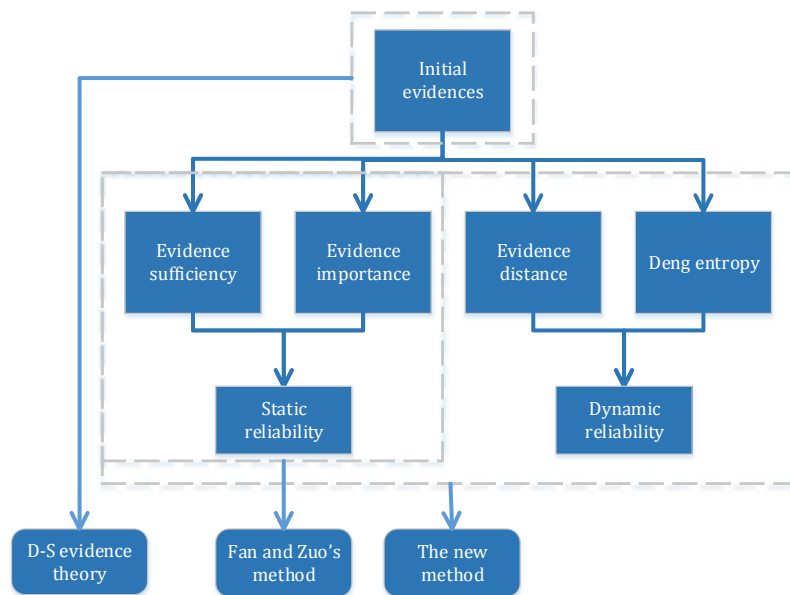 Initial
evidences
Evidence
sufficiency
Evidence
importance
Evidence
distance
Deng entropy
Static
reliability
Dynamic
reliability
D-S evidence
theory
Fan and Zuo’s
method
The new
method